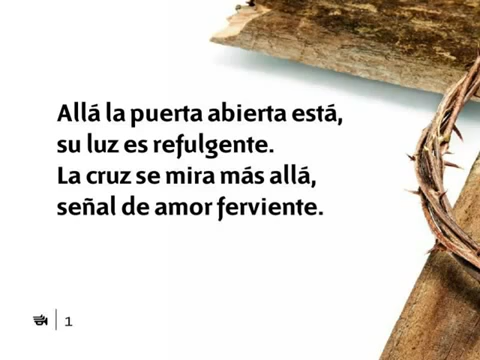 Allá la puerta abierta está,
su luz es refulgente.
La cruz se mira más allá,
señal de amor ferviente.
1